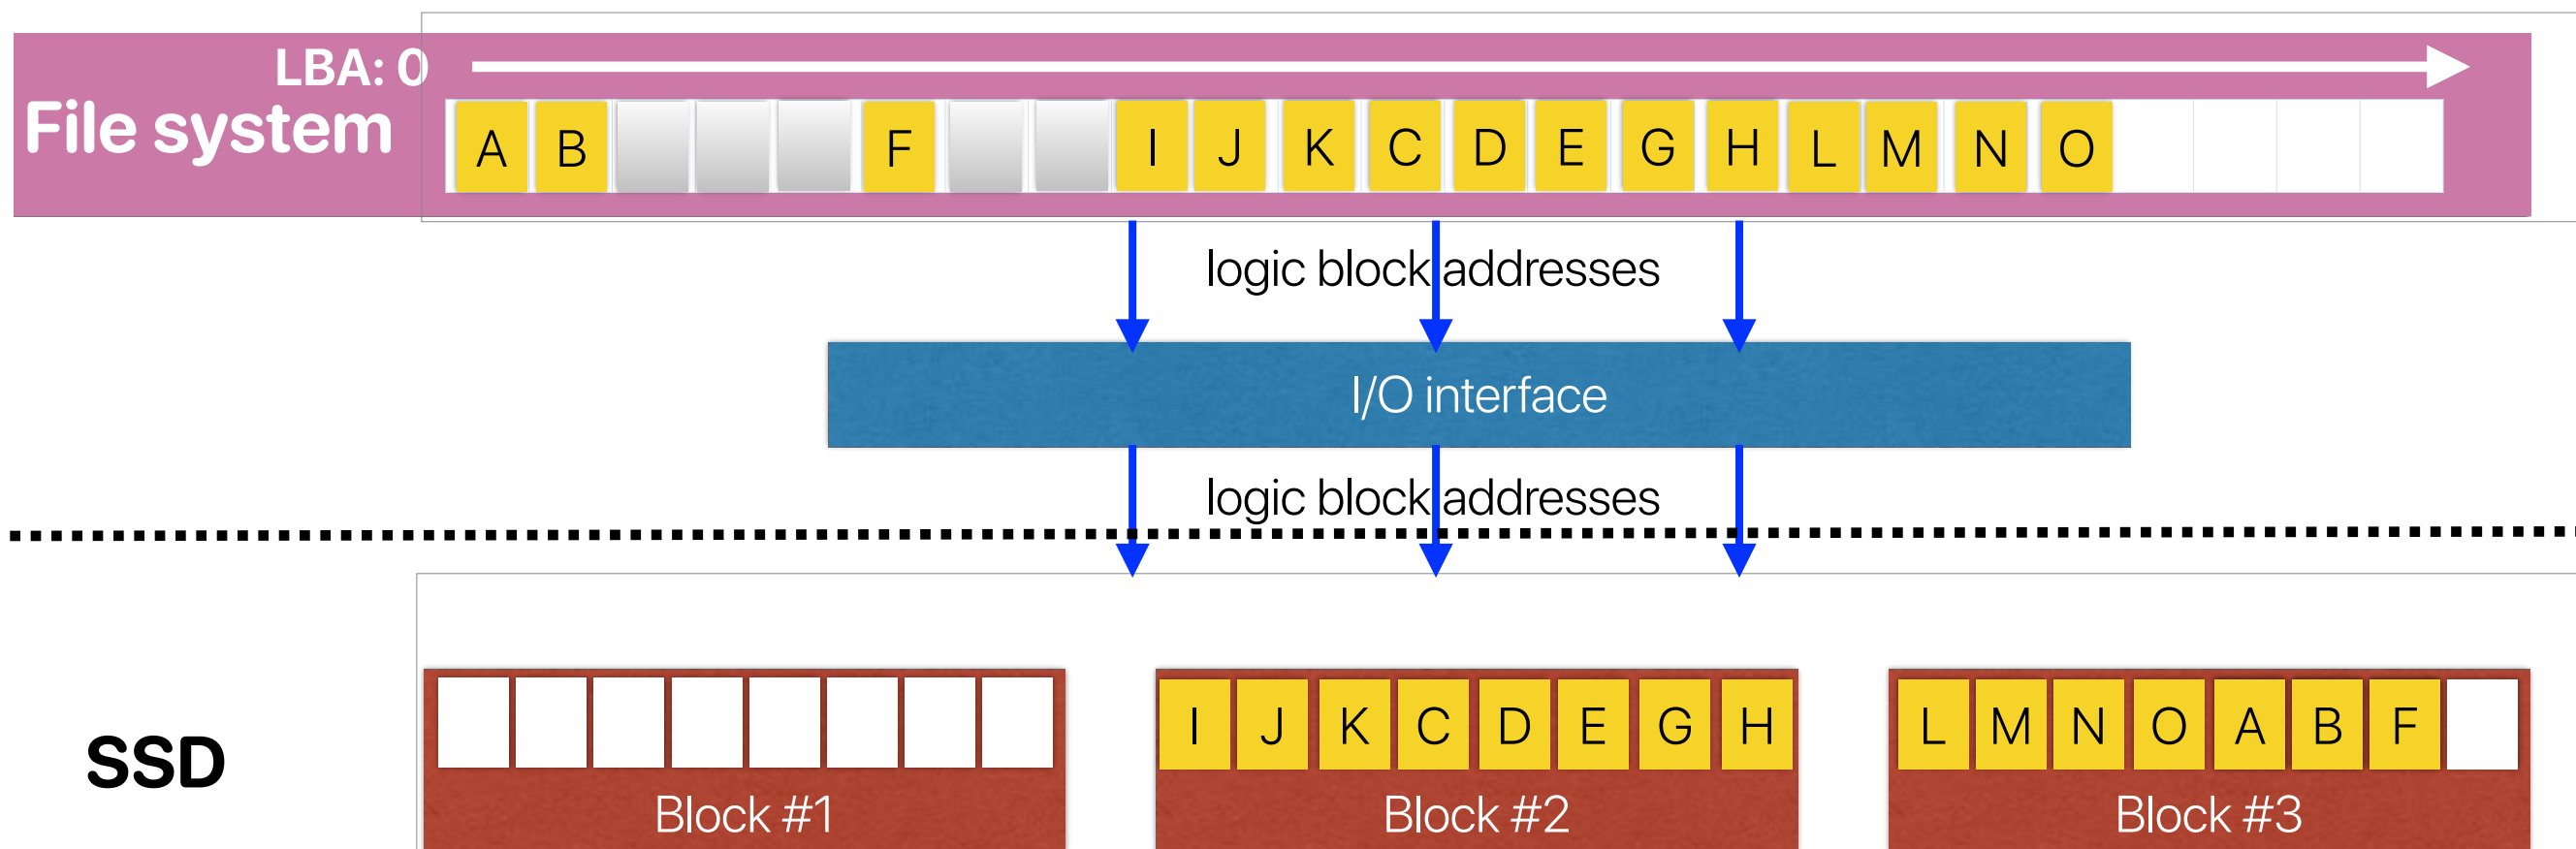 LBA: 0
File system
A B F I J K C D E G H L M N O
logic block addresses
I/O interface
logic block addresses
SSD
I J K C D E G H
L M N O A B F
Block #1
Block #2
Block #3